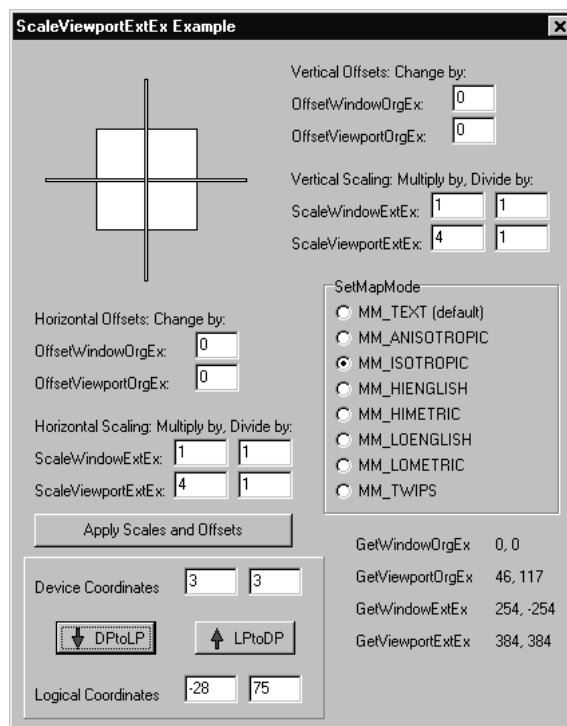 ScaleViewportExtEx Example
Vertical Offsets: Change by:
OffsetWindowOrgEx: 0
OffsetViewportOrgEx: 0
Vertical Scaling: Multiply by, Divide by:
ScaleWindowExtEx: 1 1
ScaleViewportExtEx: 4 1
Horizontal Offsets: Change by:
OffsetWindowOrgEx: 0
OffsetViewportOrgEx: 0
Horizontal Scaling: Multiply by, Divide by:
ScaleWindowExtEx: 1 1
ScaleViewportExtEx: 4 1
Apply Scales and Offsets
SetMapMode
MM_TEXT (default)
MM_ANISOTROPIC
MM_ISOTROPIC
MM_HIENGLISH
MM_HIMETRIC
MM_LOENGLISH
MM_LOMETRIC
MM_TWIPS
Device Coordinates 3 3
DPtoLP LPtoDP
Logical Coordinates -28 75
GetWindowOrgEx 0, 0
GetViewportOrgEx 46, 117
GetWindowExtEx 254, -254
GetViewportExtEx 384, 384